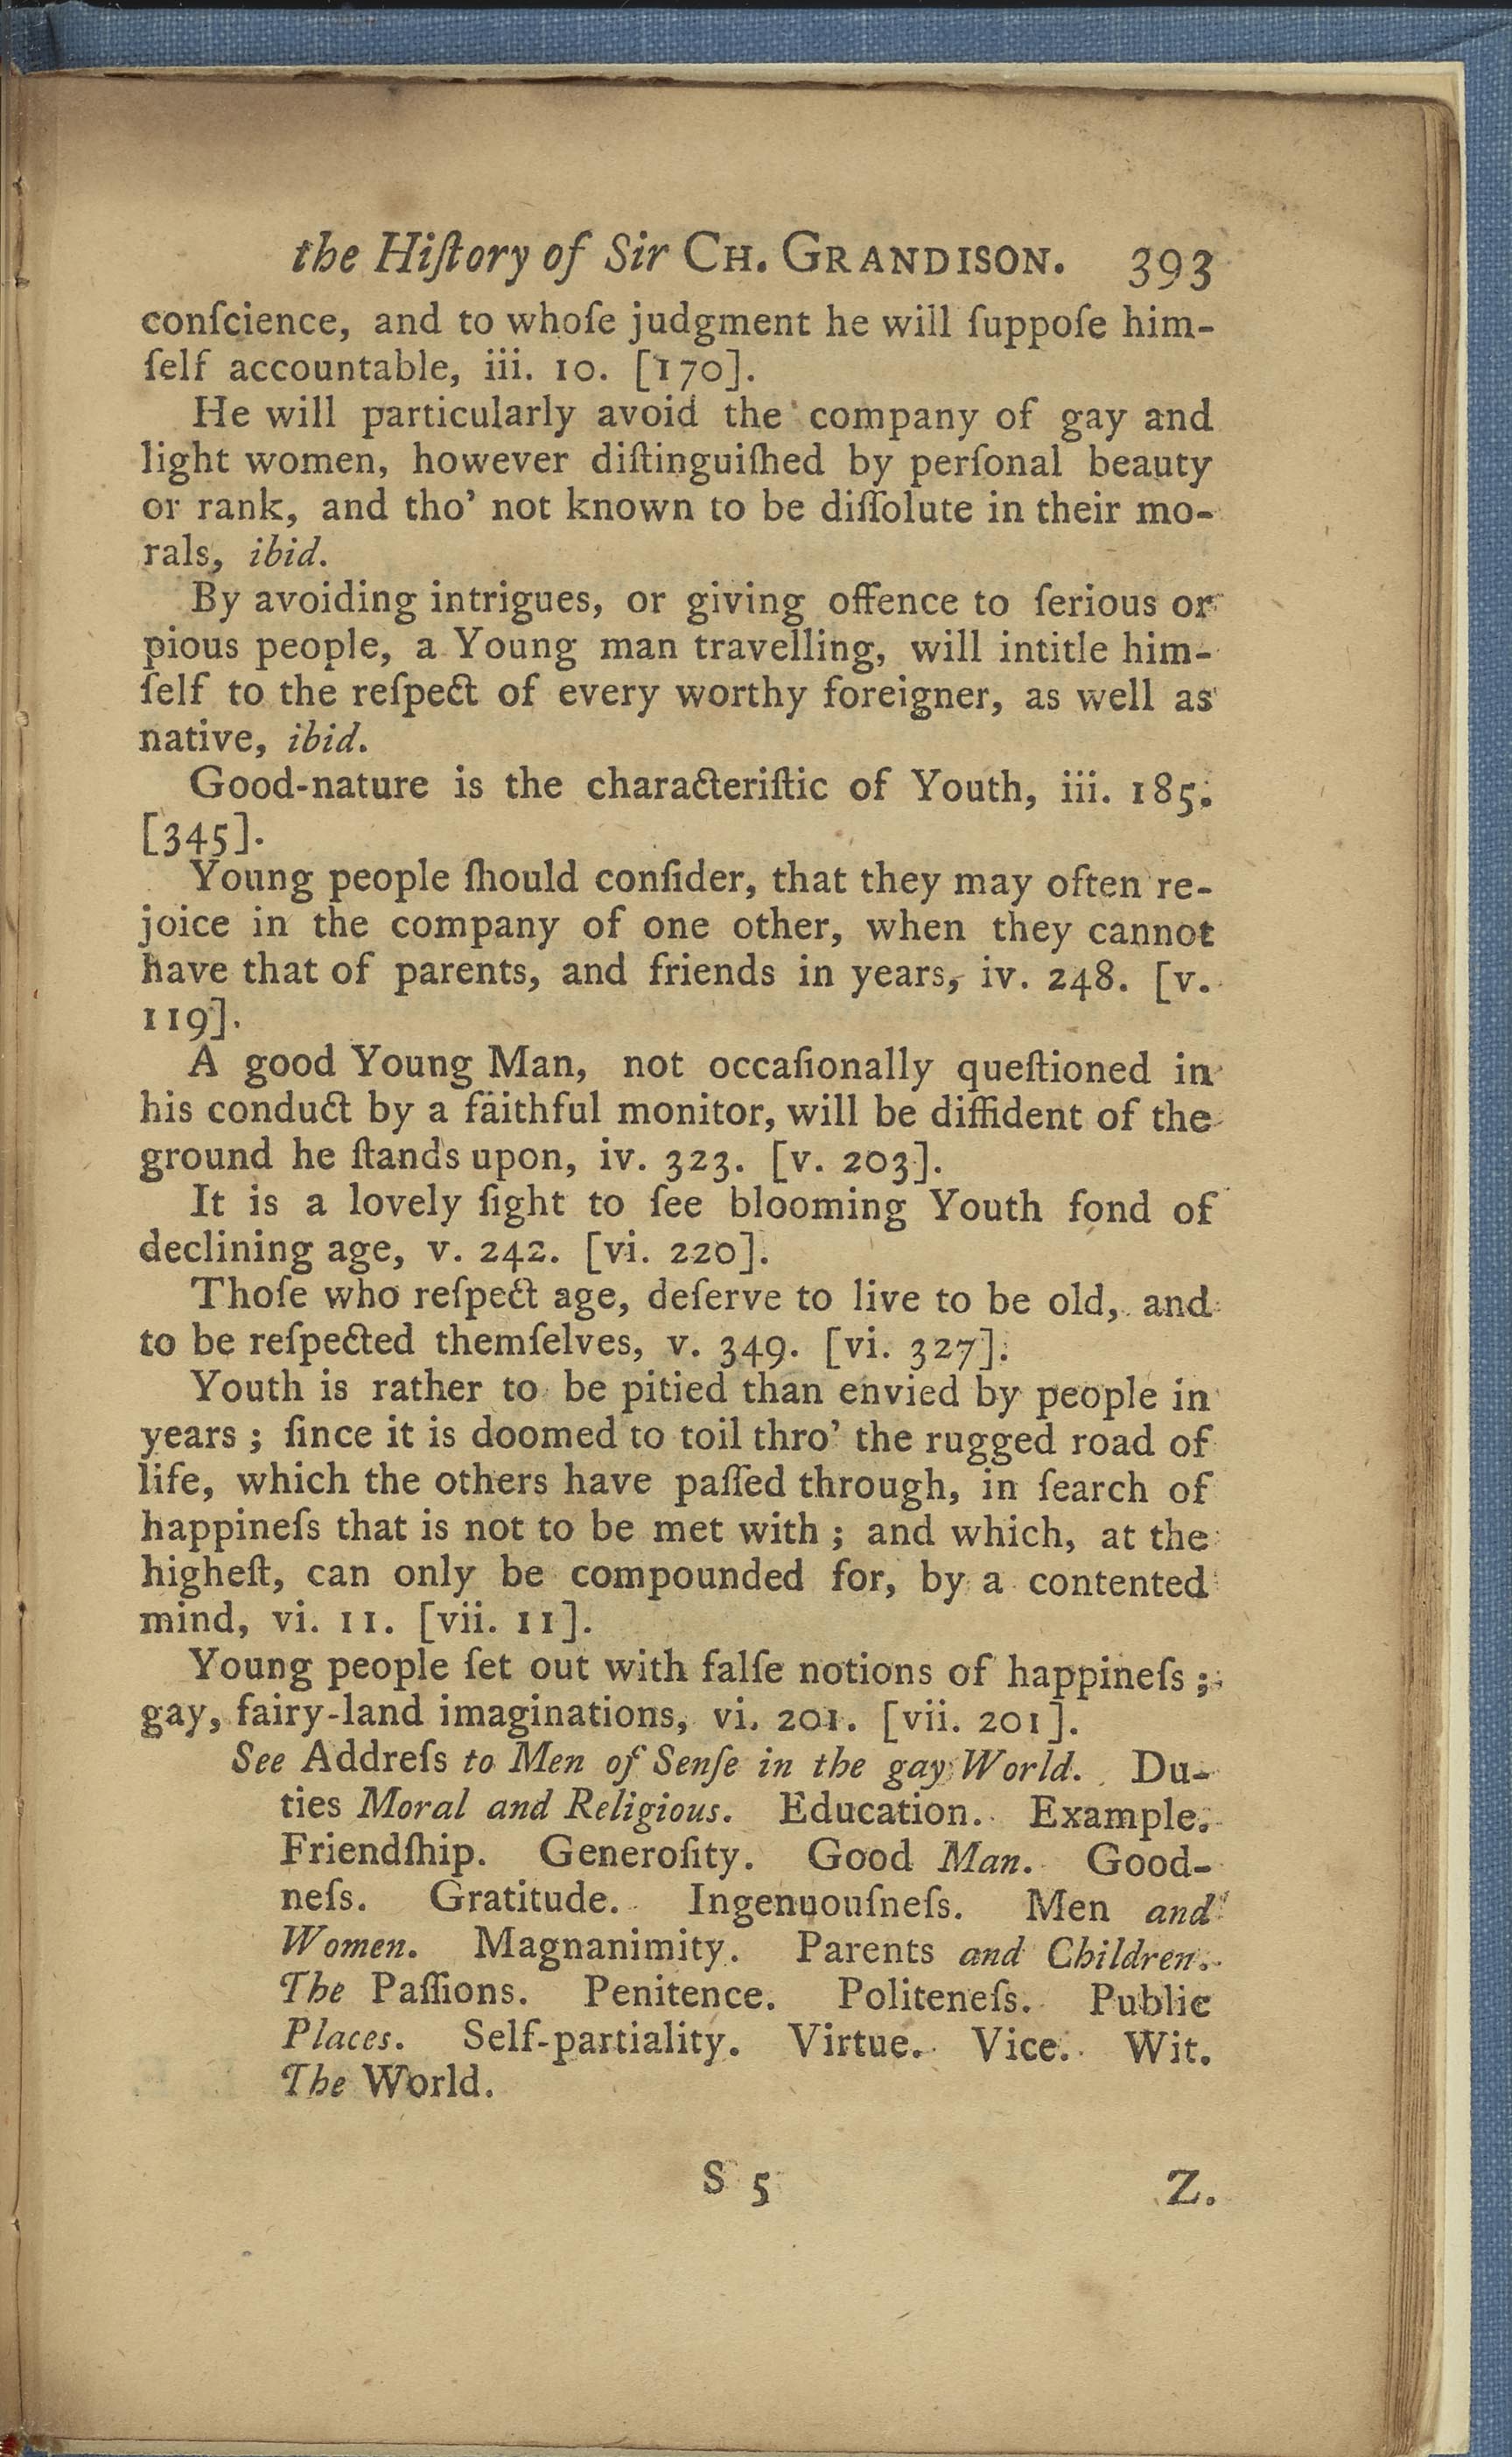 the Hiſtory of Sir CH. GRANDISON. 393
conſcience, and to whoſe judgment he will ſuppoſe him-
ſelf accountable, iii. 10. [170].
He will particularly avoid the company of gay and
light women, however diſtinguiſhed by perſonal beauty
or rank, and tho' not known to be diſſolute in their mo-
rals, ibid.
By avoiding intrigues, or giving offence to ſerious or
pious people, a Young man travelling, will intitle him-
ſelf to the reſpect of every worthy foreigner, as well as
native, ibid.
Good-nature is the characteriſtic of Youth, iii. 185.
[345].
Young people ſhould conſider, that they may often re-
joice in the company of one other, when they cannot
have that of parents, and friends in years, iv. 248. [v.
119].
A good Young Man, not occaſionally queſtioned in
his conduct by a faithful monitor, will be diffident of the
ground he ſtands upon, iv. 323. [v. 203].
It is a lovely ſight to ſee blooming Youth fond of
declining age, v. 242. [vi. 220].
Thoſe who reſpect age, deſerve to live to be old, and
to be reſpected themſelves, v. 349. [vi. 327].
Youth is rather to be pitied than envied by people in
years ; ſince it is doomed to toil thro' the rugged road of
life, which the others have paſſed through, in ſearch of
happineſs that is not to be met with ; and which, at the
higheſt, can only be compounded for, by a contented
mind, vi. 11. [vii. 11].
Young people ſet out with falſe notions of happineſs ;
gay, fairy-land imaginations, vi. 201. [vii. 201].
See Addreſs to Men of Senſe in the gay World. Du-
ties Moral and Religious. Education. Example.
Friendſhip. Generoſity. Good Man. Good-
neſs. Gratitude. Ingenuouſneſs. Men and
Women. Magnanimity. Parents and Children.
The Paſſions. Penitence. Politeneſs. Public
Places. Self-partiality. Virtue. Vice. Wit.
The World.
S 5 Z.